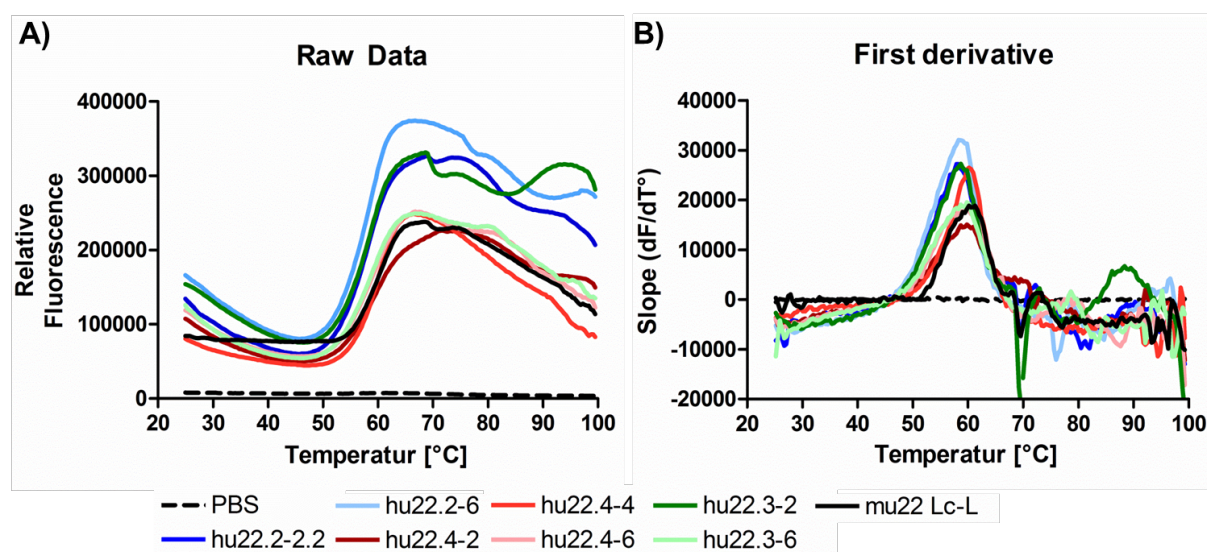 A)
Raw Data
400000
300000
200000
100000
0
Relative
Fluorescence
20 30 40 50 60 70 80 90 100
Temperatur [°C]
B)
First derivative
40000
30000
20000
10000
0
-10000
-20000
Slope (dF/dT°)
20 30 40 50 60 70 80 90 100
Temperatur [°C]
PBS hu22.2-6 hu22.4-4 hu22.3-2 mu22 Lc-L
hu22.2-2.2 hu22.4-2 hu22.4-6 hu22.3-6